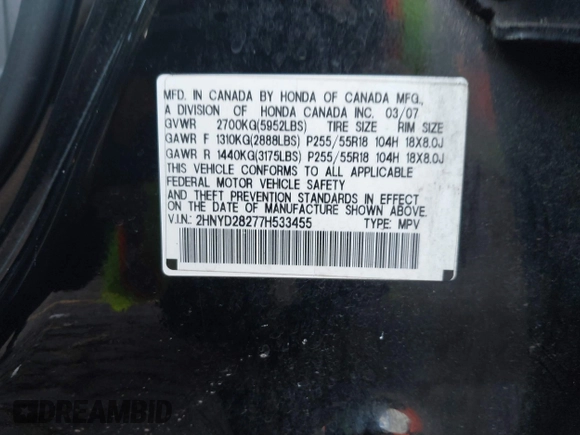 MFD. IN CANADA BY HONDA OF CANADA MFG.,
A DIVISION OF HONDA CANADA INC. 03/07
GVWR 2700KG(5952LBS) TIRE SIZE RIM SIZE
GAWR F 1310KG(2888LBS) P255/55R18 104H 18X8.0J
GAWR R 1440KG(3175LBS) P255/55R18 104H 18X8.0J
THIS VEHICLE CONFORMS TO ALL APPLICABLE
FEDERAL MOTOR VEHICLE SAFETY
AND THEFT PREVENTION STANDARDS IN EFFECT
ON THE DATE OF MANUFACTURE SHOWN ABOVE.
V.I.N.: 2HNYD28277H533455 TYPE: MPV
DREAMBID